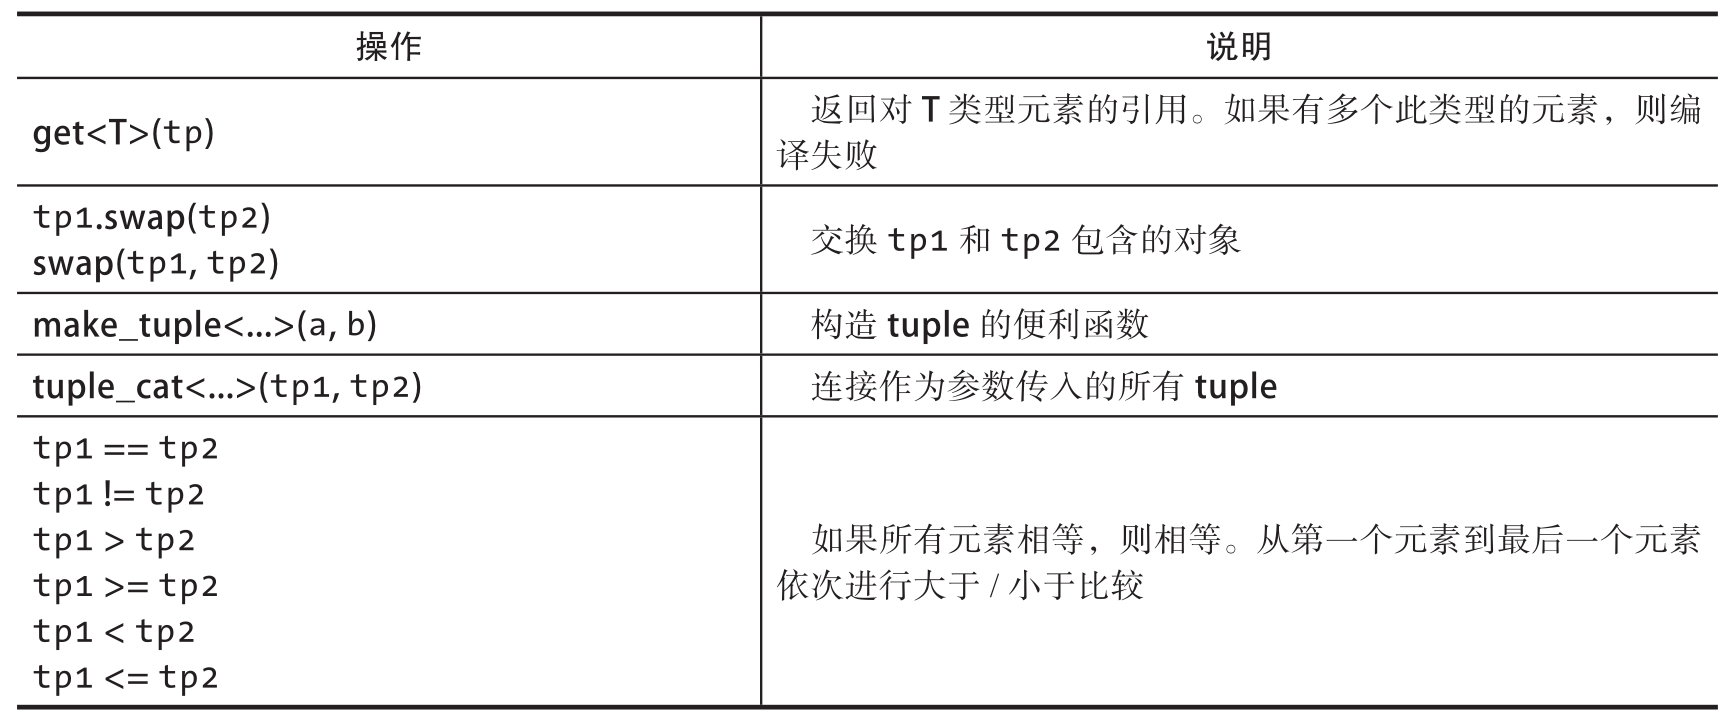 操作 说明
get<T>(tp) 返回对 T 类型元素的引用。如果有多个此类型的元素，则编
译失败
tp1.swap(tp2)
swap(tp1, tp2) 交换 tp1 和 tp2 包含的对象
make_tuple<...>(a, b) 构造 tuple 的便利函数
tuple_cat<...>(tp1, tp2) 连接作为参数传入的所有 tuple
tp1 == tp2
tp1 != tp2
tp1 > tp2
tp1 >= tp2
tp1 < tp2
tp1 <= tp2
如果所有元素相等，则相等。从第一个元素到最后一个元素
依次进行大于 / 小于比较